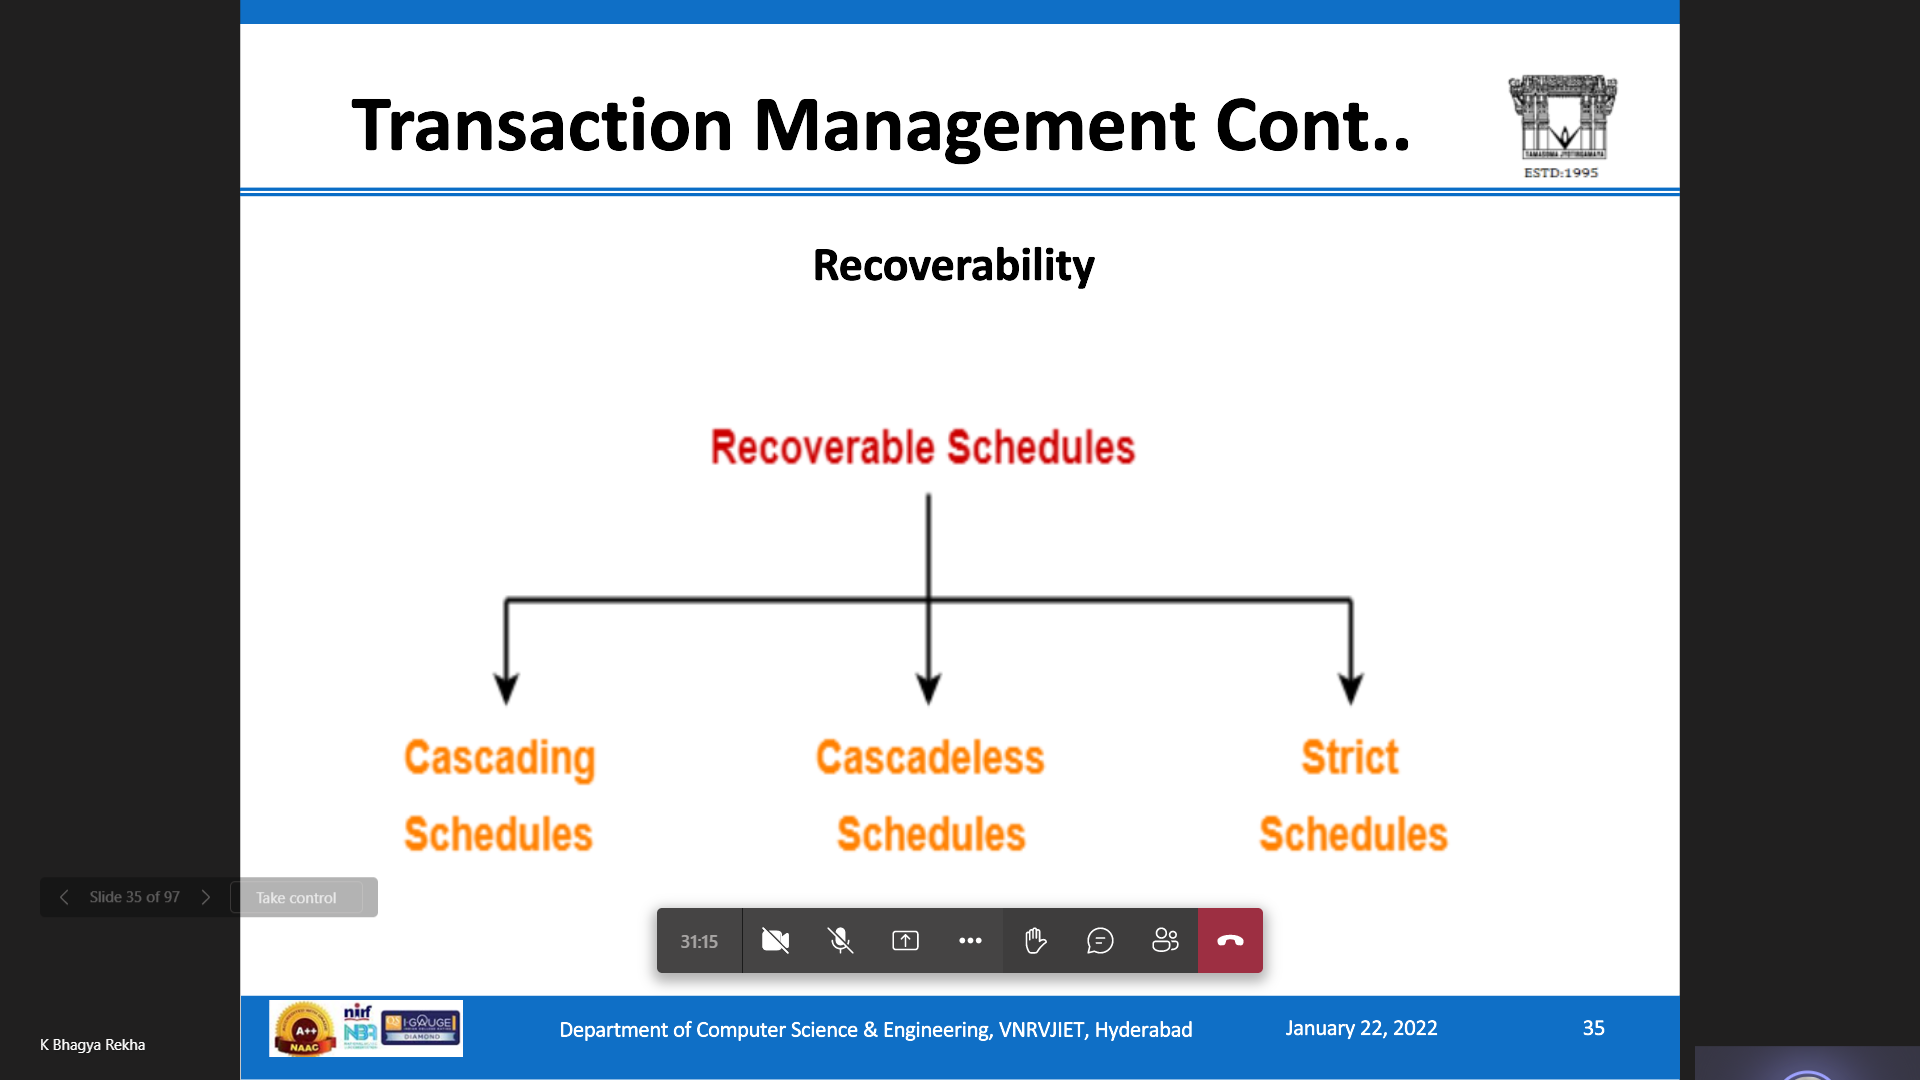 Transaction Management Cont..
TAMASOMA JYOTIRGAMAYA
ESTD:1995
Recoverability
Recoverable Schedules
Cascading
Schedules
Cascadeless
Schedules
Strict
Schedules
Slide 35 of 97
Take control
31:15
A++
NAAC
nirf
NBA
I·GAUGE
DIAMOND
Department of Computer Science & Engineering, VNRVJIET, Hyderabad
January 22, 2022
35
K Bhagya Rekha